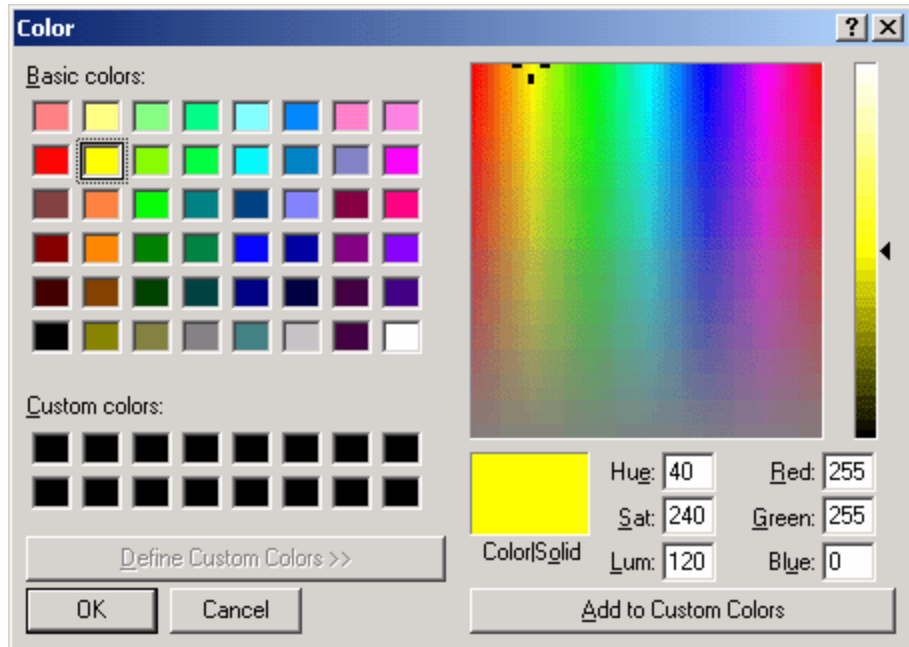 Color
Basic colors:
Custom colors:
Define Custom Colors >>
OK
Cancel
Color|Solid
Hue: 40
Sat: 240
Lum: 120
Red: 255
Green: 255
Blue: 0
Add to Custom Colors